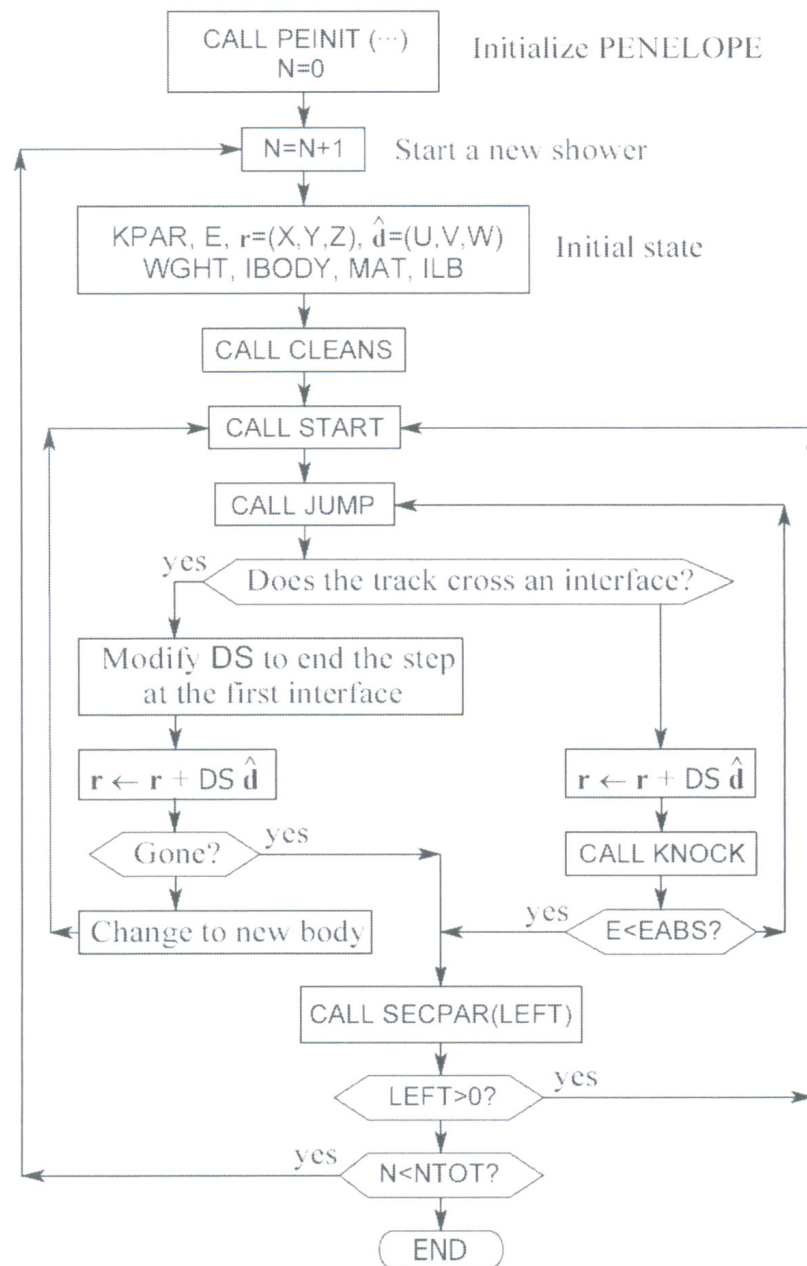 CALL PEINIT (···)
N=0
Initialize PENELOPE
N=N+1
Start a new shower
KPAR, E, r=(X,Y,Z), d̂=(U,V,W)
WGHT, IBODY, MAT, ILB
Initial state
CALL CLEANS
CALL START
CALL JUMP
yes
Does the track cross an interface?
Modify DS to end the step
at the first interface
r ← r + DS d̂
r ← r + DS d̂
Gone?
yes
CALL KNOCK
Change to new body
yes
E<EABS?
CALL SECPAR(LEFT)
LEFT>0?
yes
yes
N<NTOT?
END